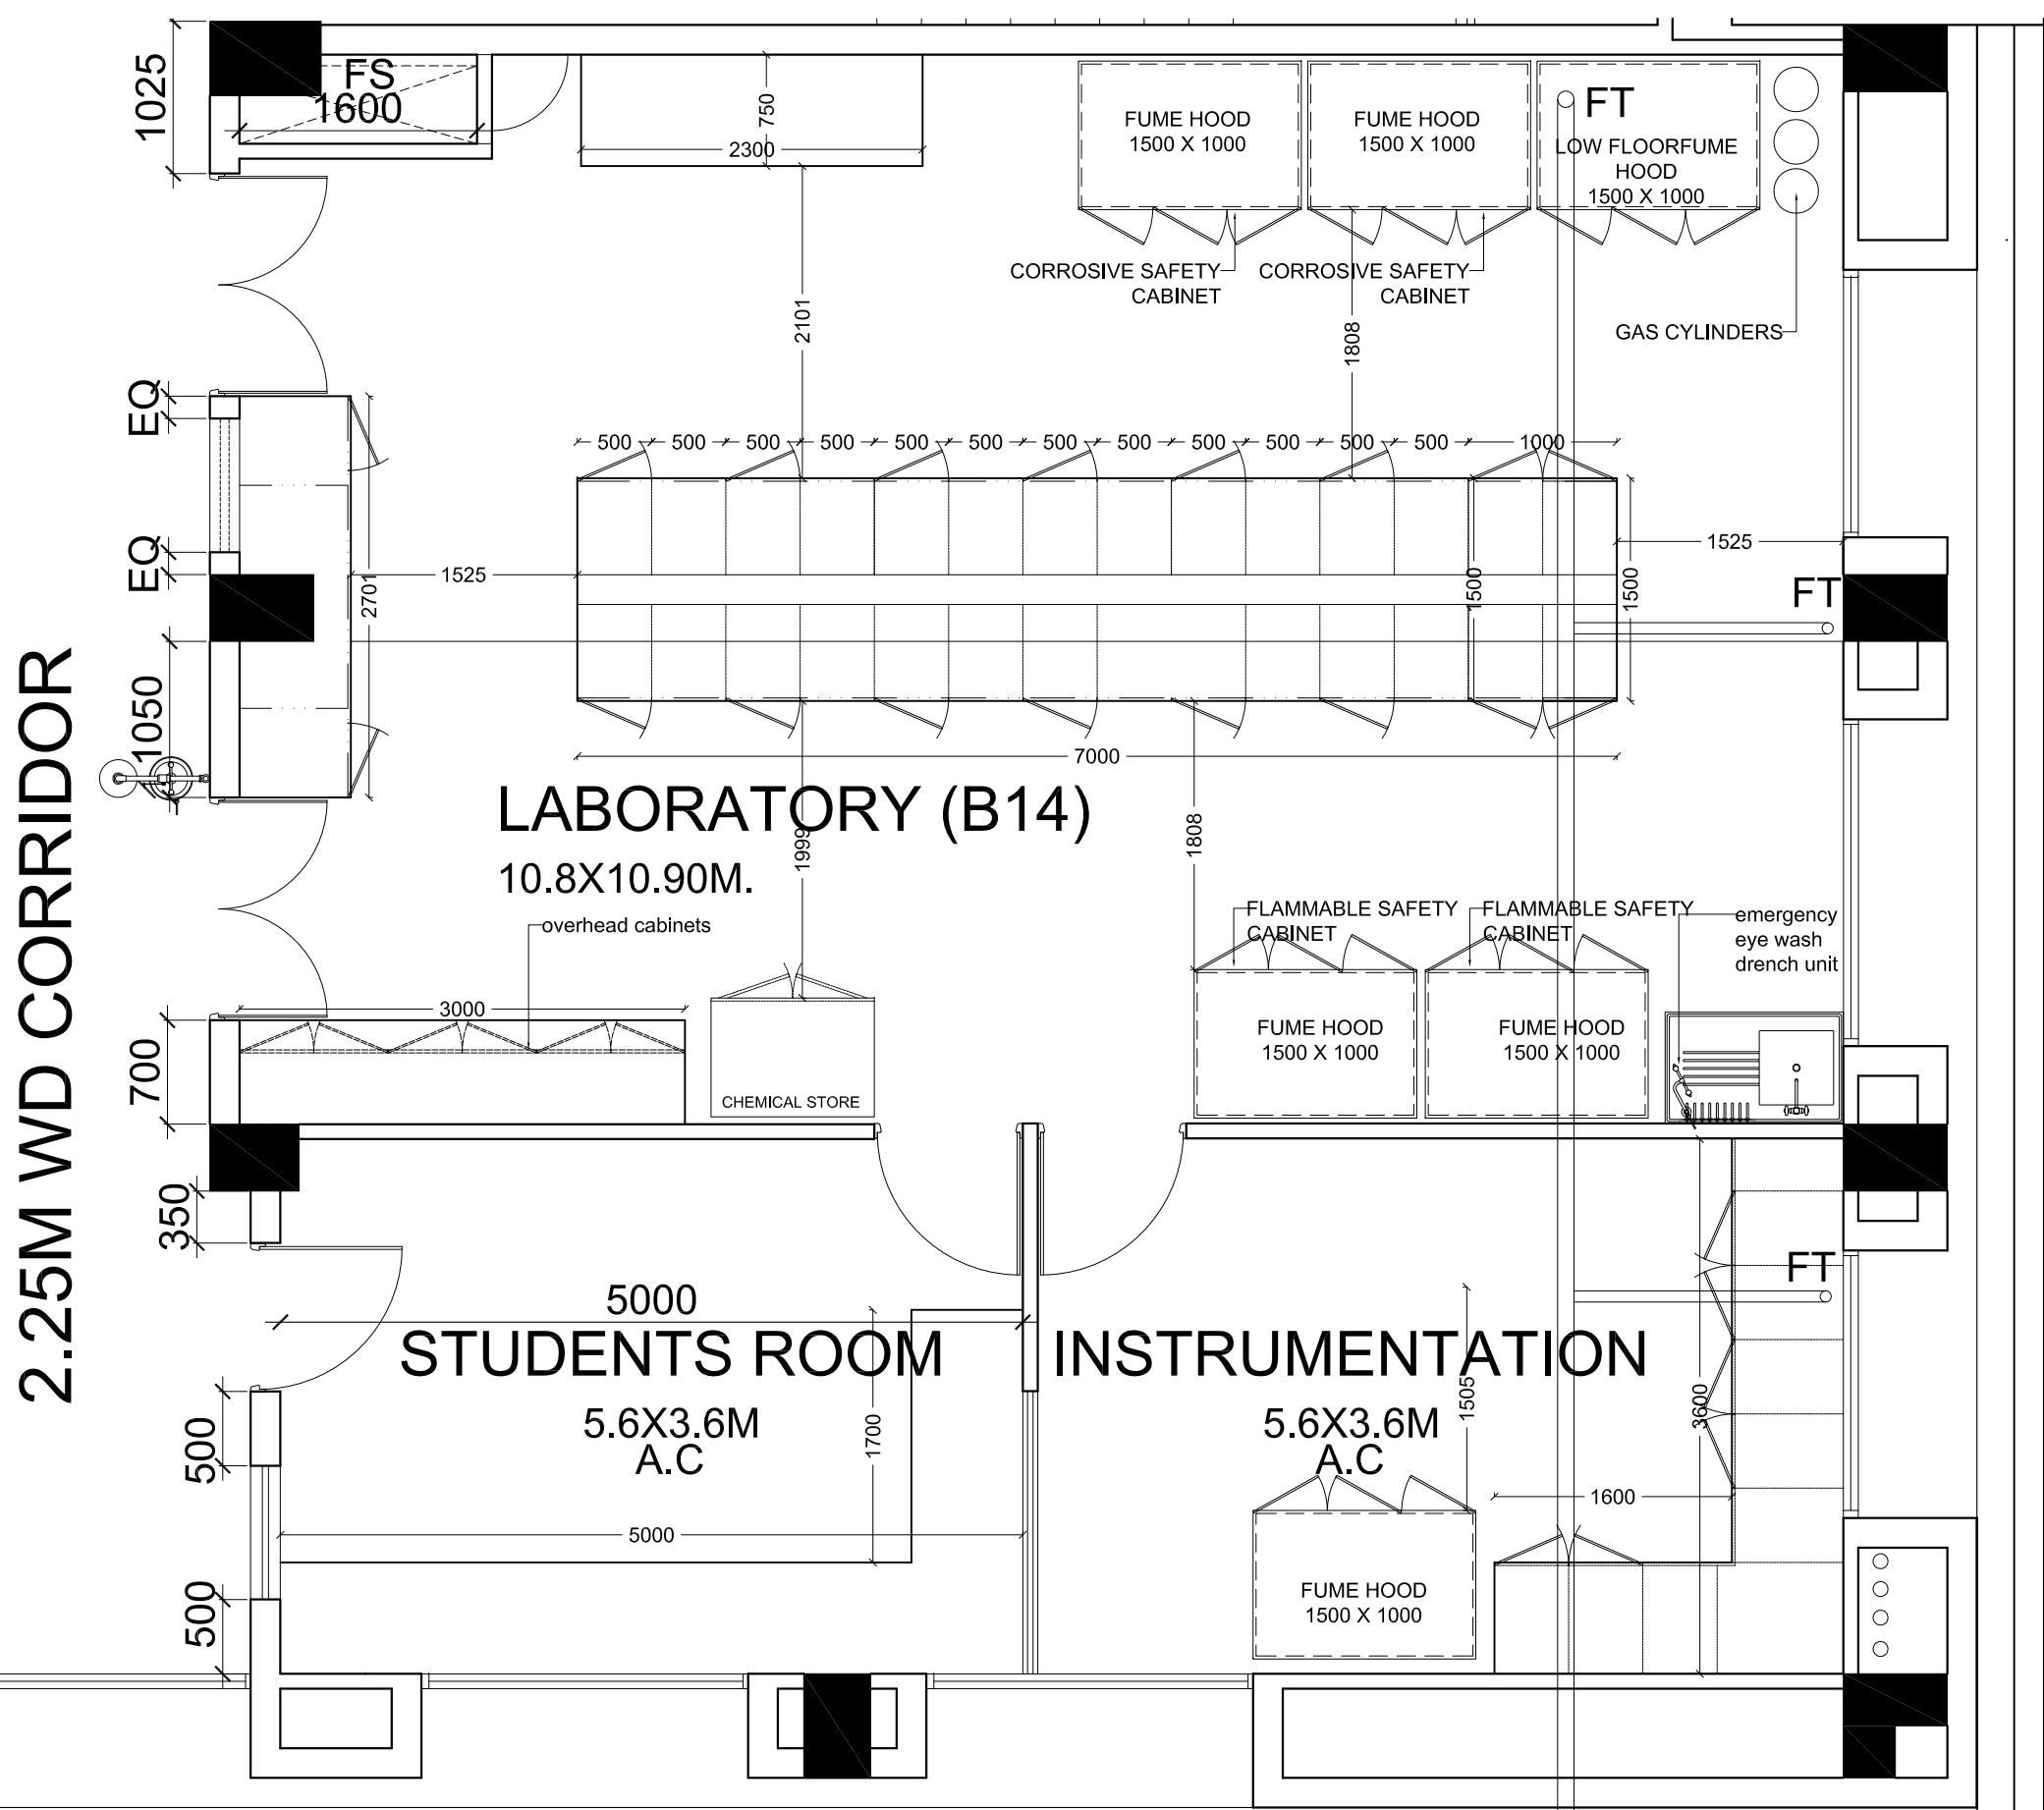 1025
FS
1600
750
2300
FUME HOOD
1500 X 1000
FUME HOOD
1500 X 1000
FT
LOW FLOORFUME
HOOD
1500 X 1000
CORROSIVE SAFETY
CABINET
CORROSIVE SAFETY
CABINET
GAS CYLINDERS
2101
1808
EQ
EQ
500
500
500
500
500
500
500
500
500
500
500
500
1000
1525
2701
1500
1500
1525
FT
1050
7000
2.25M WD CORRIDOR
LABORATORY (B14)
10.8X10.90M.
1999
1808
overhead cabinets
FLAMMABLE SAFETY
CABINET
FLAMMABLE SAFETY
CABINET
emergency
eye wash
drench unit
3000
700
CHEMICAL STORE
FUME HOOD
1500 X 1000
FUME HOOD
1500 X 1000
350
5000
STUDENTS ROOM
5.6X3.6M
A.C
1700
5000
500
500
INSTRUMENTATION
5.6X3.6M
A.C
1505
3600
FT
1600
FUME HOOD
1500 X 1000